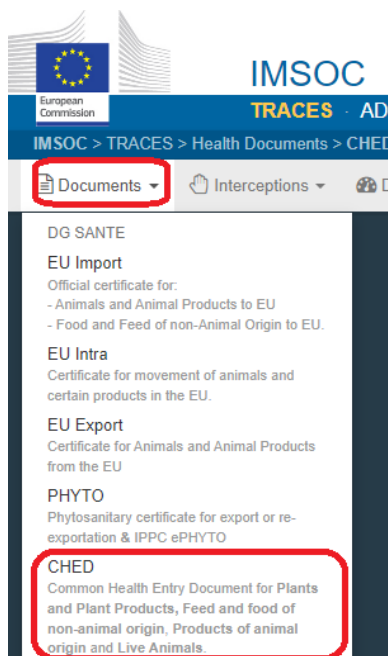 IMSOC
European
Commission
TRACES · AD
IMSOC > TRACES > Health Documents > CHED
Documents Interceptions D
DG SANTE
EU Import
Official certificate for:
- Animals and Animal Products to EU
- Food and Feed of non-Animal Origin to EU.
EU Intra
Certificate for movement of animals and
certain products in the EU.
EU Export
Certificate for Animals and Animal Products
from the EU
PHYTO
Phytosanitary certificate for export or re-
exportation & IPPC ePHYTO
CHED
Common Health Entry Document for Plants
and Plant Products, Feed and food of
non-animal origin, Products of animal
origin and Live Animals.